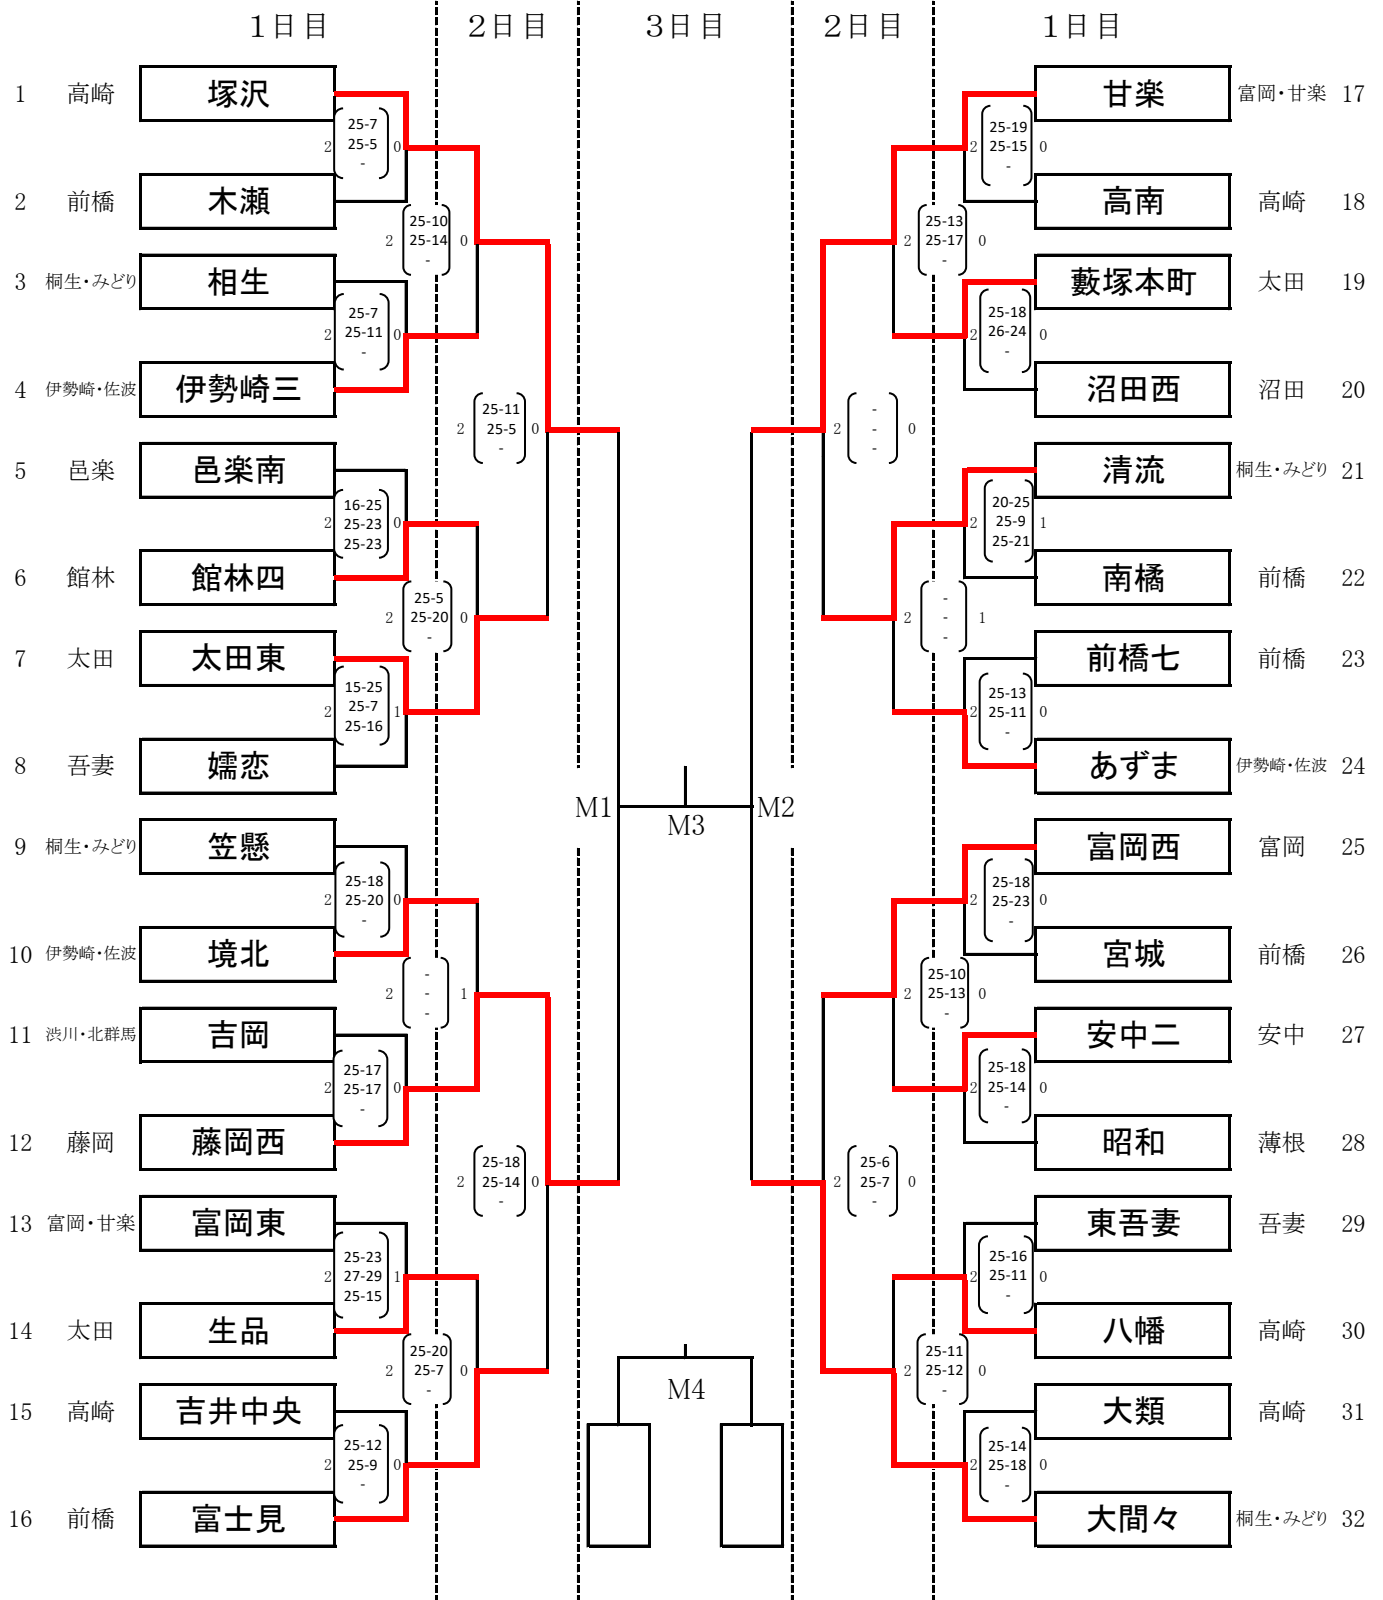 1日目 2日目 3日目 2日目 1日目
1 高崎 塚沢
25-7
2 25-5 0
-
2 前橋 木瀬
25-10
2 25-14 0
-
3 桐生・みどり 相生
25-7
2 25-11 0
-
4 伊勢崎・佐波 伊勢崎三
25-11
2 25-5 0
-
5 邑楽 邑楽南
16-25
2 25-23 0
25-23
6 館林 館林四
25-5
2 25-20 0
-
7 太田 太田東
15-25
2 25-7 1
25-16
8 吾妻 嬬恋
9 桐生・みどり 笠懸
25-18
2 25-20 0
-
10 伊勢崎・佐波 境北
-
2 - 1
-
11 渋川・北群馬 吉岡
25-17
2 25-17 0
-
12 藤岡 藤岡西
25-18
2 25-14 0
-
13 富岡・甘楽 富岡東
25-23
2 27-29 1
25-15
14 太田 生品
25-20
2 25-7 0
-
15 高崎 吉井中央
25-12
2 25-9 0
-
16 前橋 富士見
M1 M2
M3
M4
甘楽 富岡・甘楽 17
25-19
2 25-15 0
-
高南 高崎 18
25-13
2 25-17 0
-
藪塚本町 太田 19
25-18
2 26-24 0
-
沼田西 沼田 20
-
2 - 0
-
清流 桐生・みどり 21
20-25
2 25-9 1
25-21
南橘 前橋 22
-
2 - 1
-
前橋七 前橋 23
25-13
2 25-11 0
-
あずま 伊勢崎・佐波 24
富岡西 富岡 25
25-18
2 25-23 0
-
宮城 前橋 26
25-10
2 25-13 0
-
安中二 安中 27
25-18
2 25-14 0
-
昭和 薄根 28
25-6
2 25-7 0
-
東吾妻 吾妻 29
25-16
2 25-11 0
-
八幡 高崎 30
25-11
2 25-12 0
-
大類 高崎 31
25-14
2 25-18 0
-
大間々 桐生・みどり 32